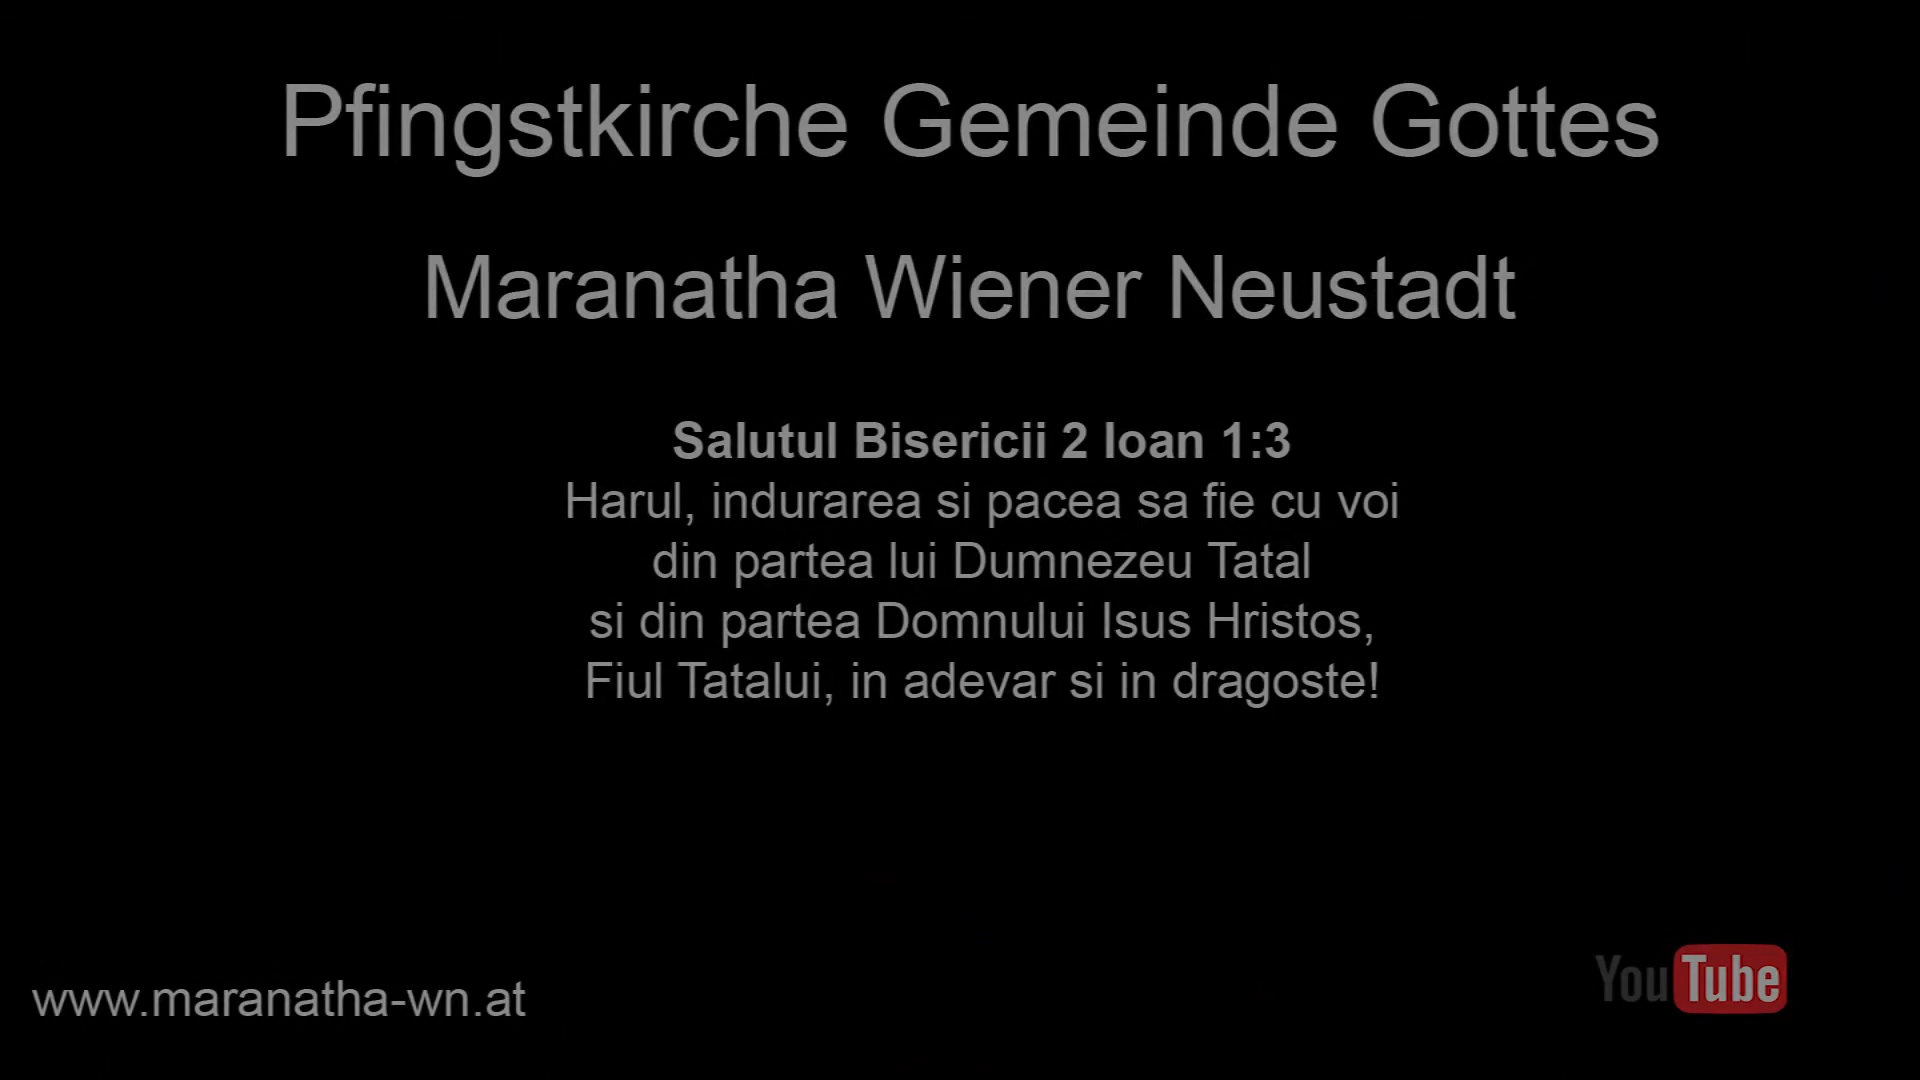 Pfingstkirche Gemeinde Gottes
Maranatha Wiener Neustadt
Salutul Bisericii 2 Ioan 1:3
Harul, indurarea si pacea sa fie cu voi
din partea lui Dumnezeu Tatal
si din partea Domnului Isus Hristos,
Fiul Tatalui, in adevar si in dragoste!
www.maranatha-wn.at
YouTube